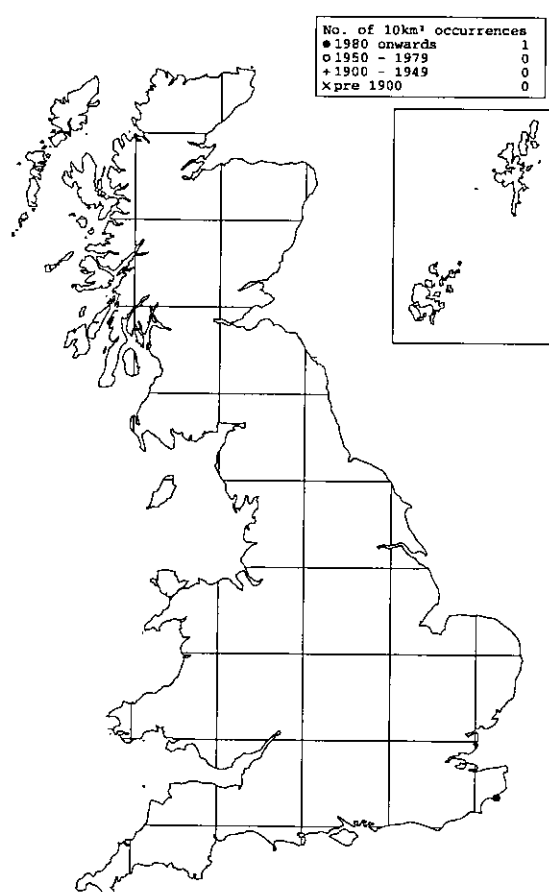 No. of 10km² occurrences
● 1980 onwards 1
o 1950 - 1979 0
+ 1900 - 1949 0
x pre 1900 0